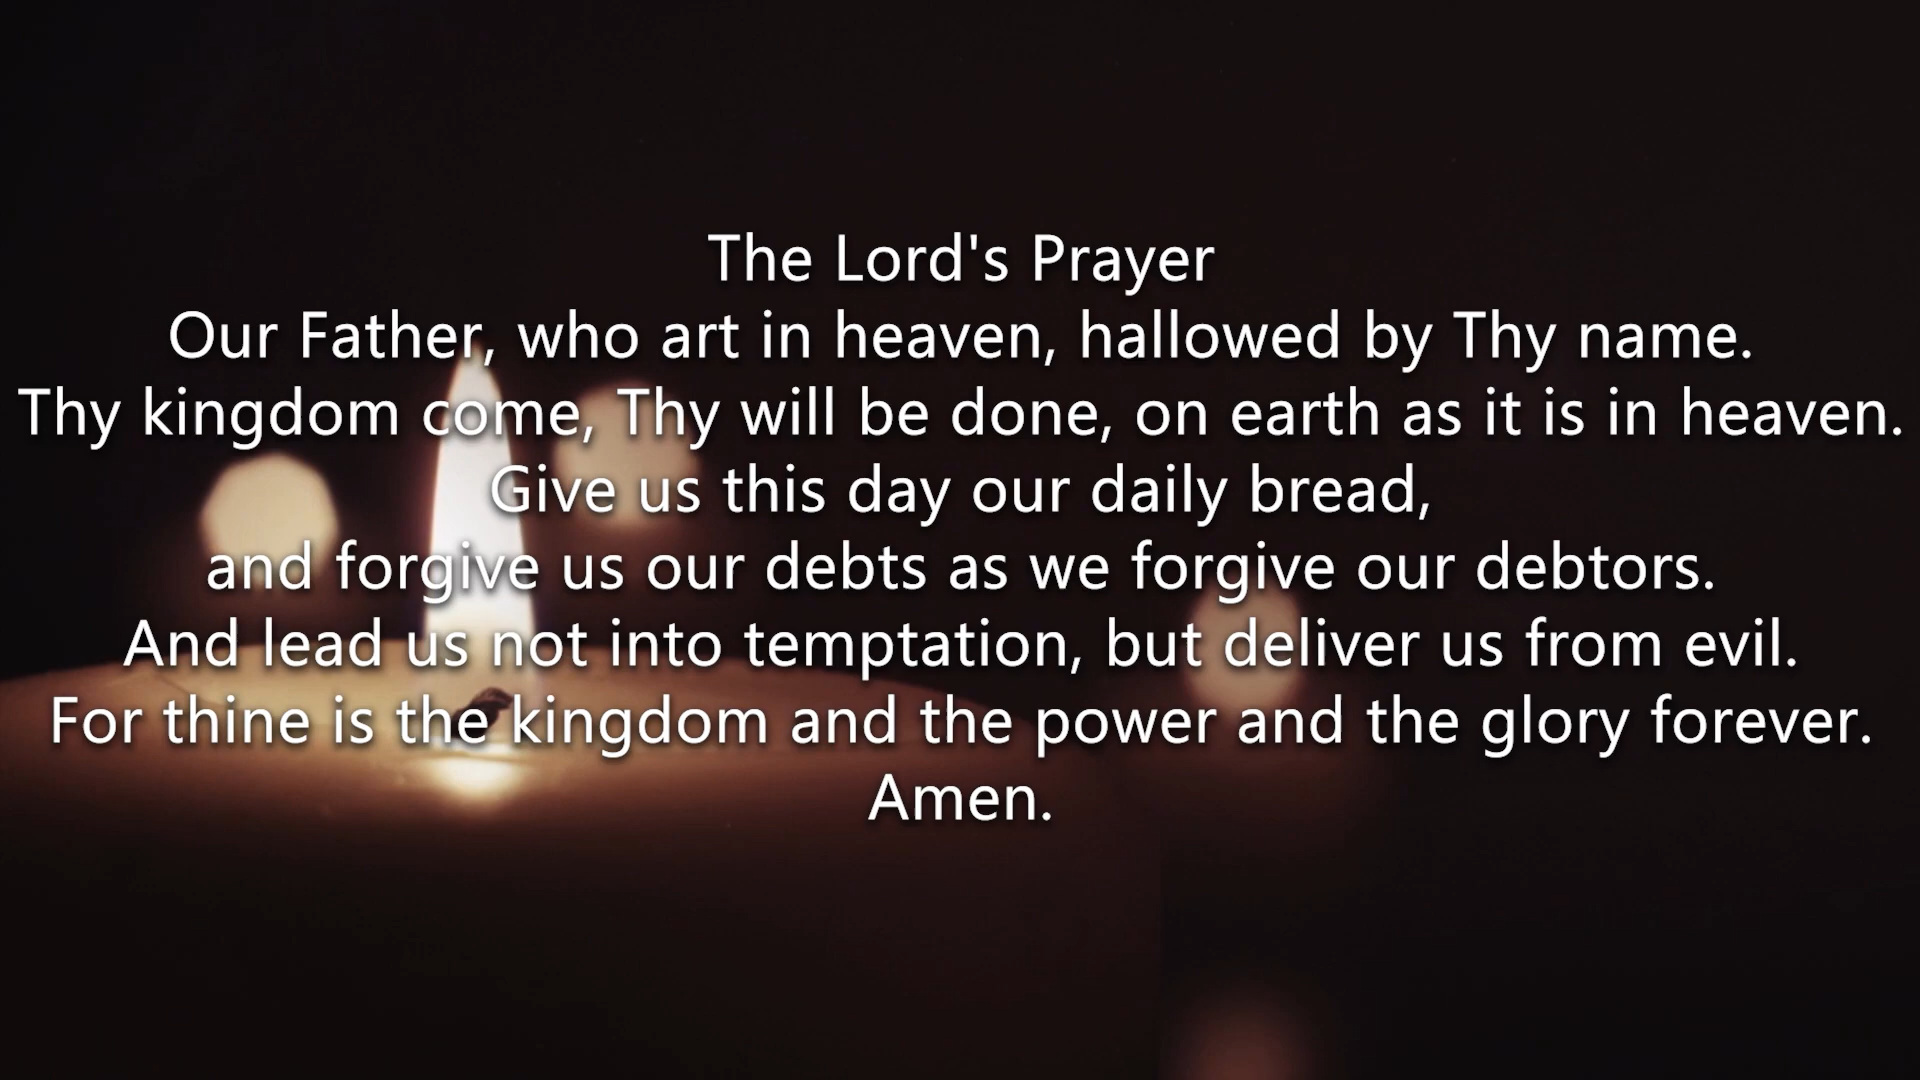 The Lord's Prayer
Our Father, who art in heaven, hallowed by Thy name.
Thy kingdom come, Thy will be done, on earth as it is in heaven.
Give us this day our daily bread,
and forgive us our debts as we forgive our debtors.
And lead us not into temptation, but deliver us from evil.
For thine is the kingdom and the power and the glory forever.
Amen.